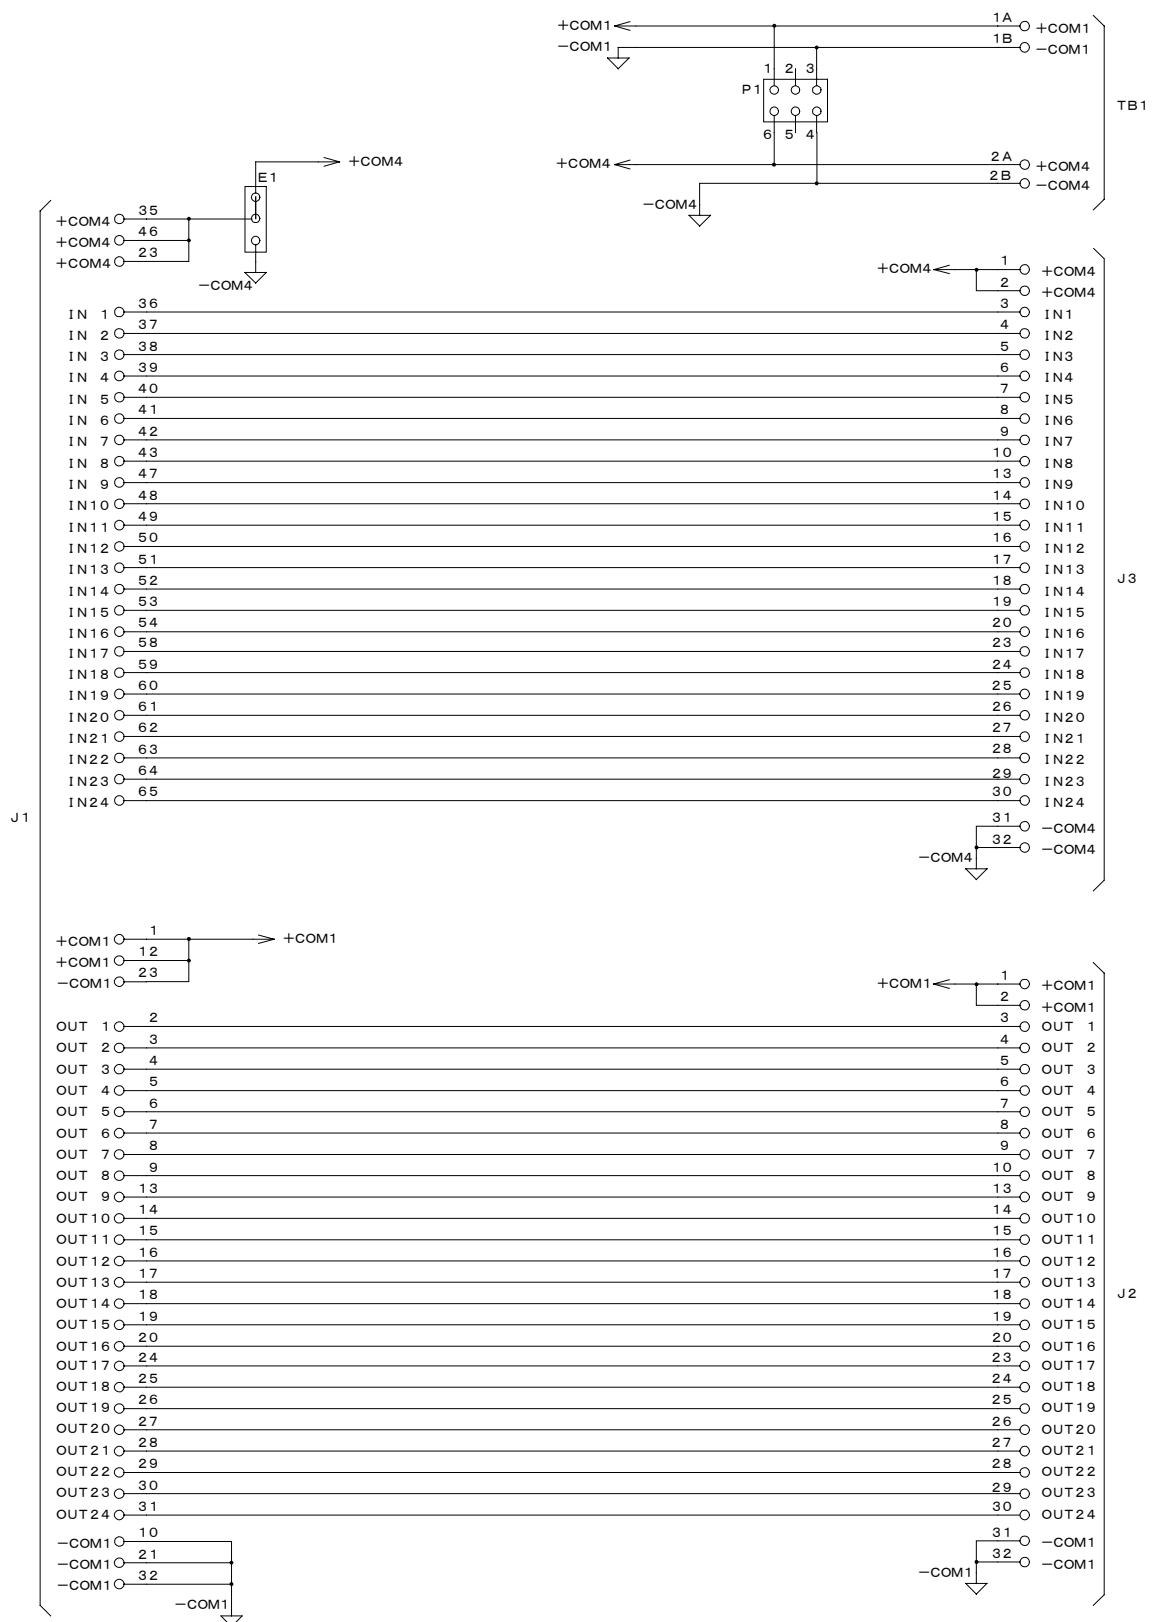 +COM1 1A +COM1
−COM1 1B −COM1
1 2 3
P1
6 5 4
TB1
+COM4 2A +COM4
2B −COM4
−COM4
+COM4
E1
+COM4 35
+COM4 46
+COM4 23
−COM4
+COM4 1 +COM4
2 +COM4
IN 1 36 3 IN1
IN 2 37 4 IN2
IN 3 38 5 IN3
IN 4 39 6 IN4
IN 5 40 7 IN5
IN 6 41 8 IN6
IN 7 42 9 IN7
IN 8 43 10 IN8
IN 9 47 13 IN9
IN10 48 14 IN10
IN11 49 15 IN11
IN12 50 16 IN12
IN13 51 17 IN13
IN14 52 18 IN14
J3
IN15 53 19 IN15
IN16 54 20 IN16
IN17 58 23 IN17
IN18 59 24 IN18
IN19 60 25 IN19
IN20 61 26 IN20
IN21 62 27 IN21
IN22 63 28 IN22
IN23 64 29 IN23
IN24 65 30 IN24
J1
31 −COM4
32 −COM4
−COM4
+COM1 1 +COM1
+COM1 12
−COM1 23
+COM1 1 +COM1
2 +COM1
OUT 1 2 3 OUT 1
OUT 2 3 4 OUT 2
OUT 3 4 5 OUT 3
OUT 4 5 6 OUT 4
OUT 5 6 7 OUT 5
OUT 6 7 8 OUT 6
OUT 7 8 9 OUT 7
OUT 8 9 10 OUT 8
OUT 9 13 13 OUT 9
OUT10 14 14 OUT10
OUT11 15 15 OUT11
OUT12 16 16 OUT12
OUT13 17 17 OUT13
J2
OUT14 18 18 OUT14
OUT15 19 19 OUT15
OUT16 20 20 OUT16
OUT17 24 23 OUT17
OUT18 25 24 OUT18
OUT19 26 25 OUT19
OUT20 27 26 OUT20
OUT21 28 27 OUT21
OUT22 29 28 OUT22
OUT23 30 29 OUT23
OUT24 31 30 OUT24
−COM1 10 31 −COM1
−COM1 21 32 −COM1
−COM1 32
−COM1
−COM1